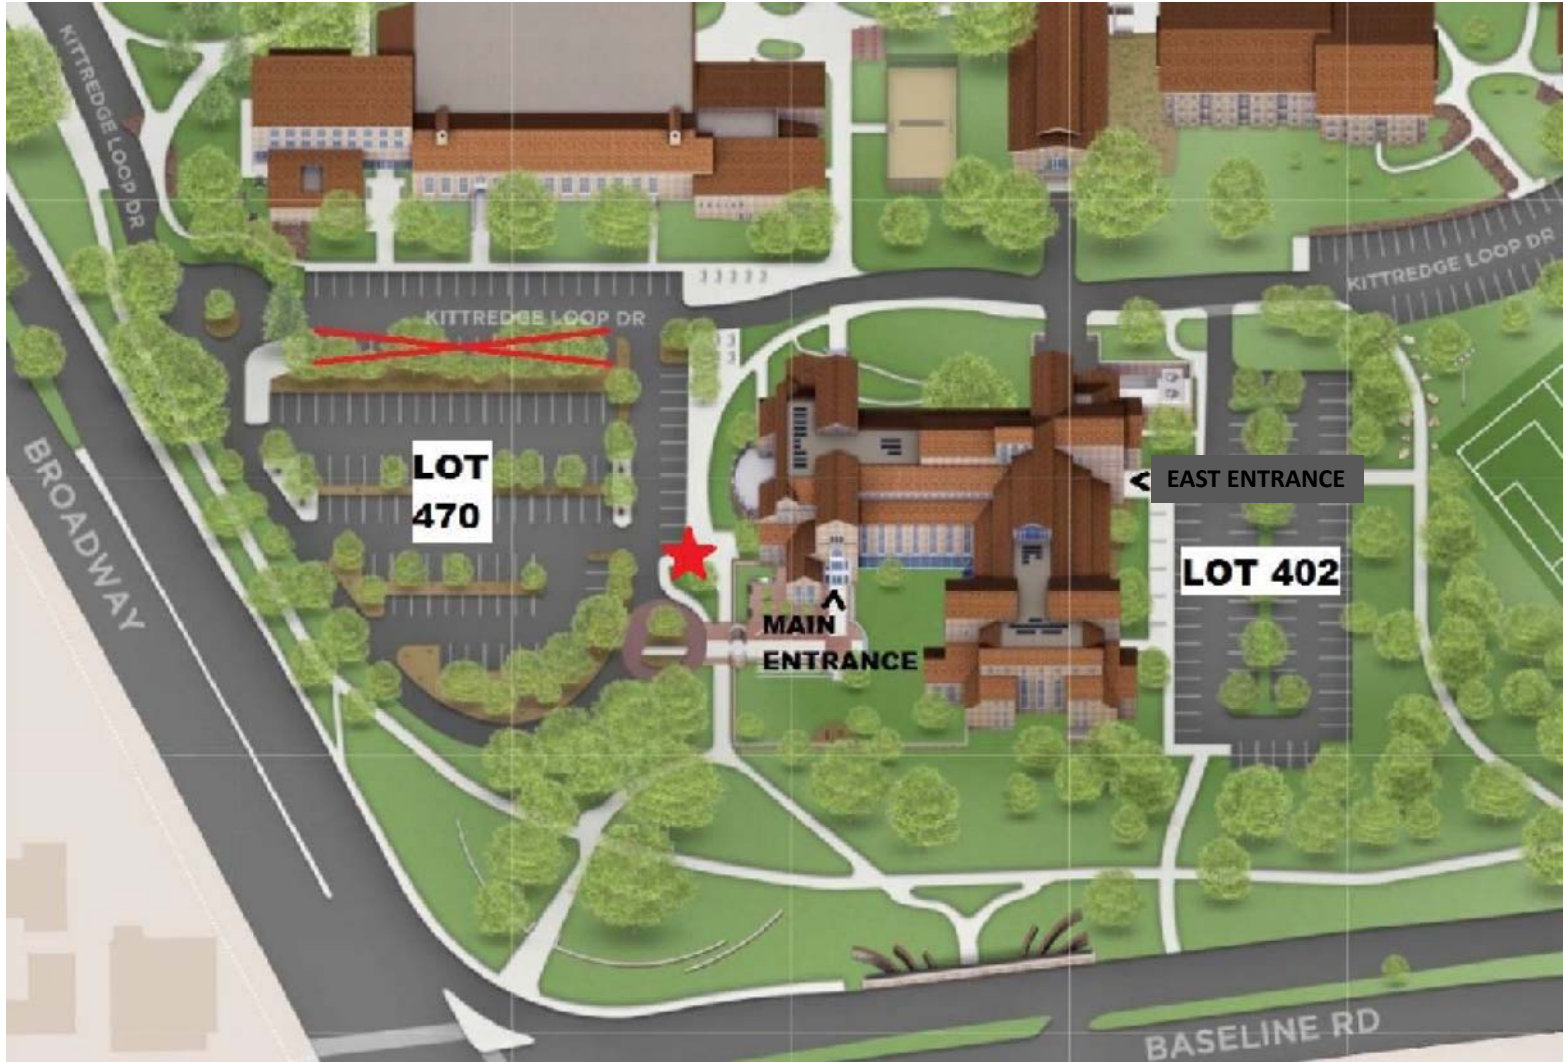 KITTREDGE LOOP DR
KITTREDGE LOOP DR
KITTREDGE LOOP DR
BROADWAY
LOT
470
EAST ENTRANCE
LOT 402
MAIN
ENTRANCE
BASELINE RD